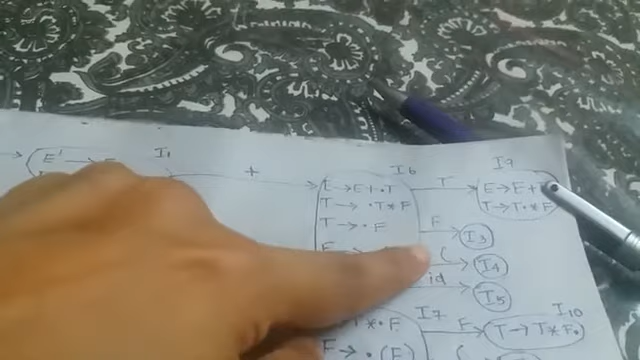 I1 I6 I9
E' → + E → E + .T T E → E +
T → .T * F T → T . * F
T → . F F I3
( I4
id I5
I7 I10
* . F F T → T * F .
F → . (E) (